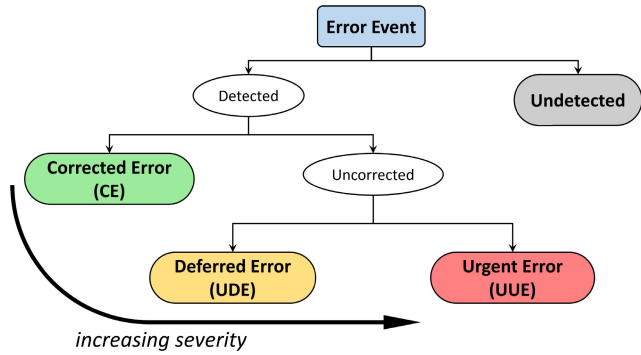 Error Event
Detected
Undetected
Corrected Error
(CE)
Uncorrected
Deferred Error
(UDE)
Urgent Error
(UUE)
increasing severity